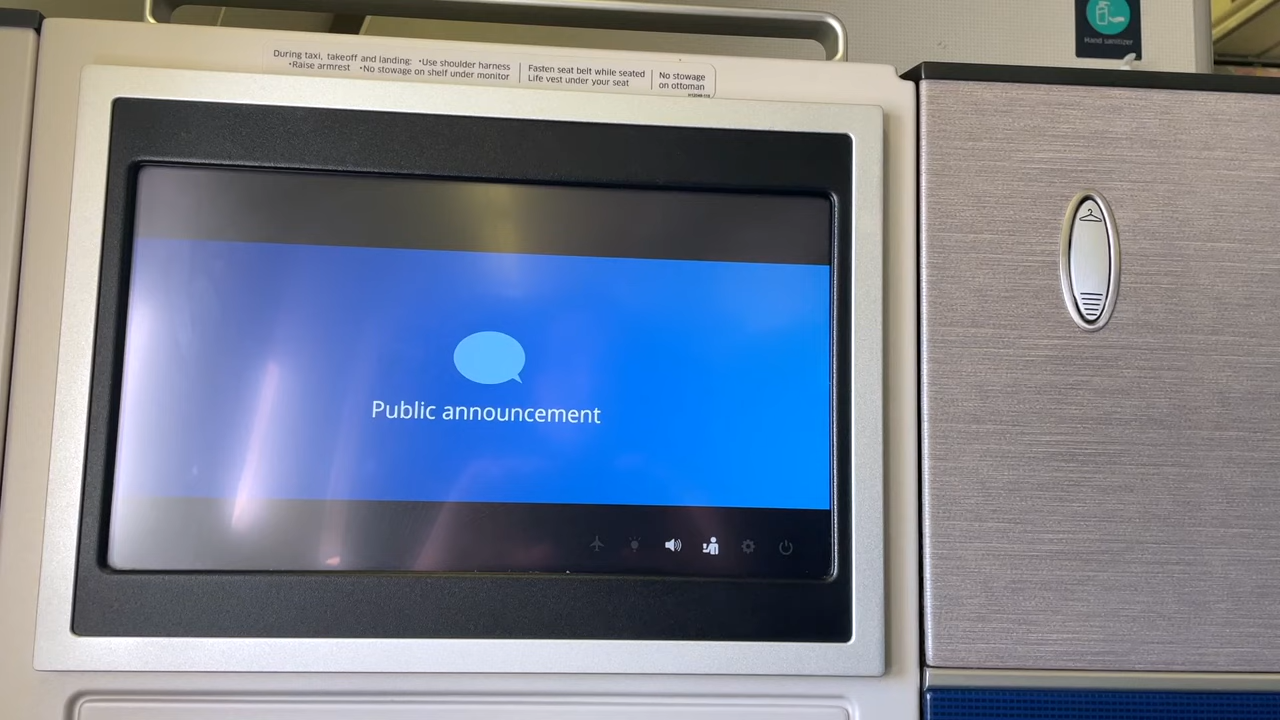 Hand sanitizer
During taxi, takeoff and landing: •Use shoulder harness
•Raise armrest •No stowage on shelf under monitor
Fasten seat belt while seated
Life vest under your seat
No stowage
on ottoman
Public announcement